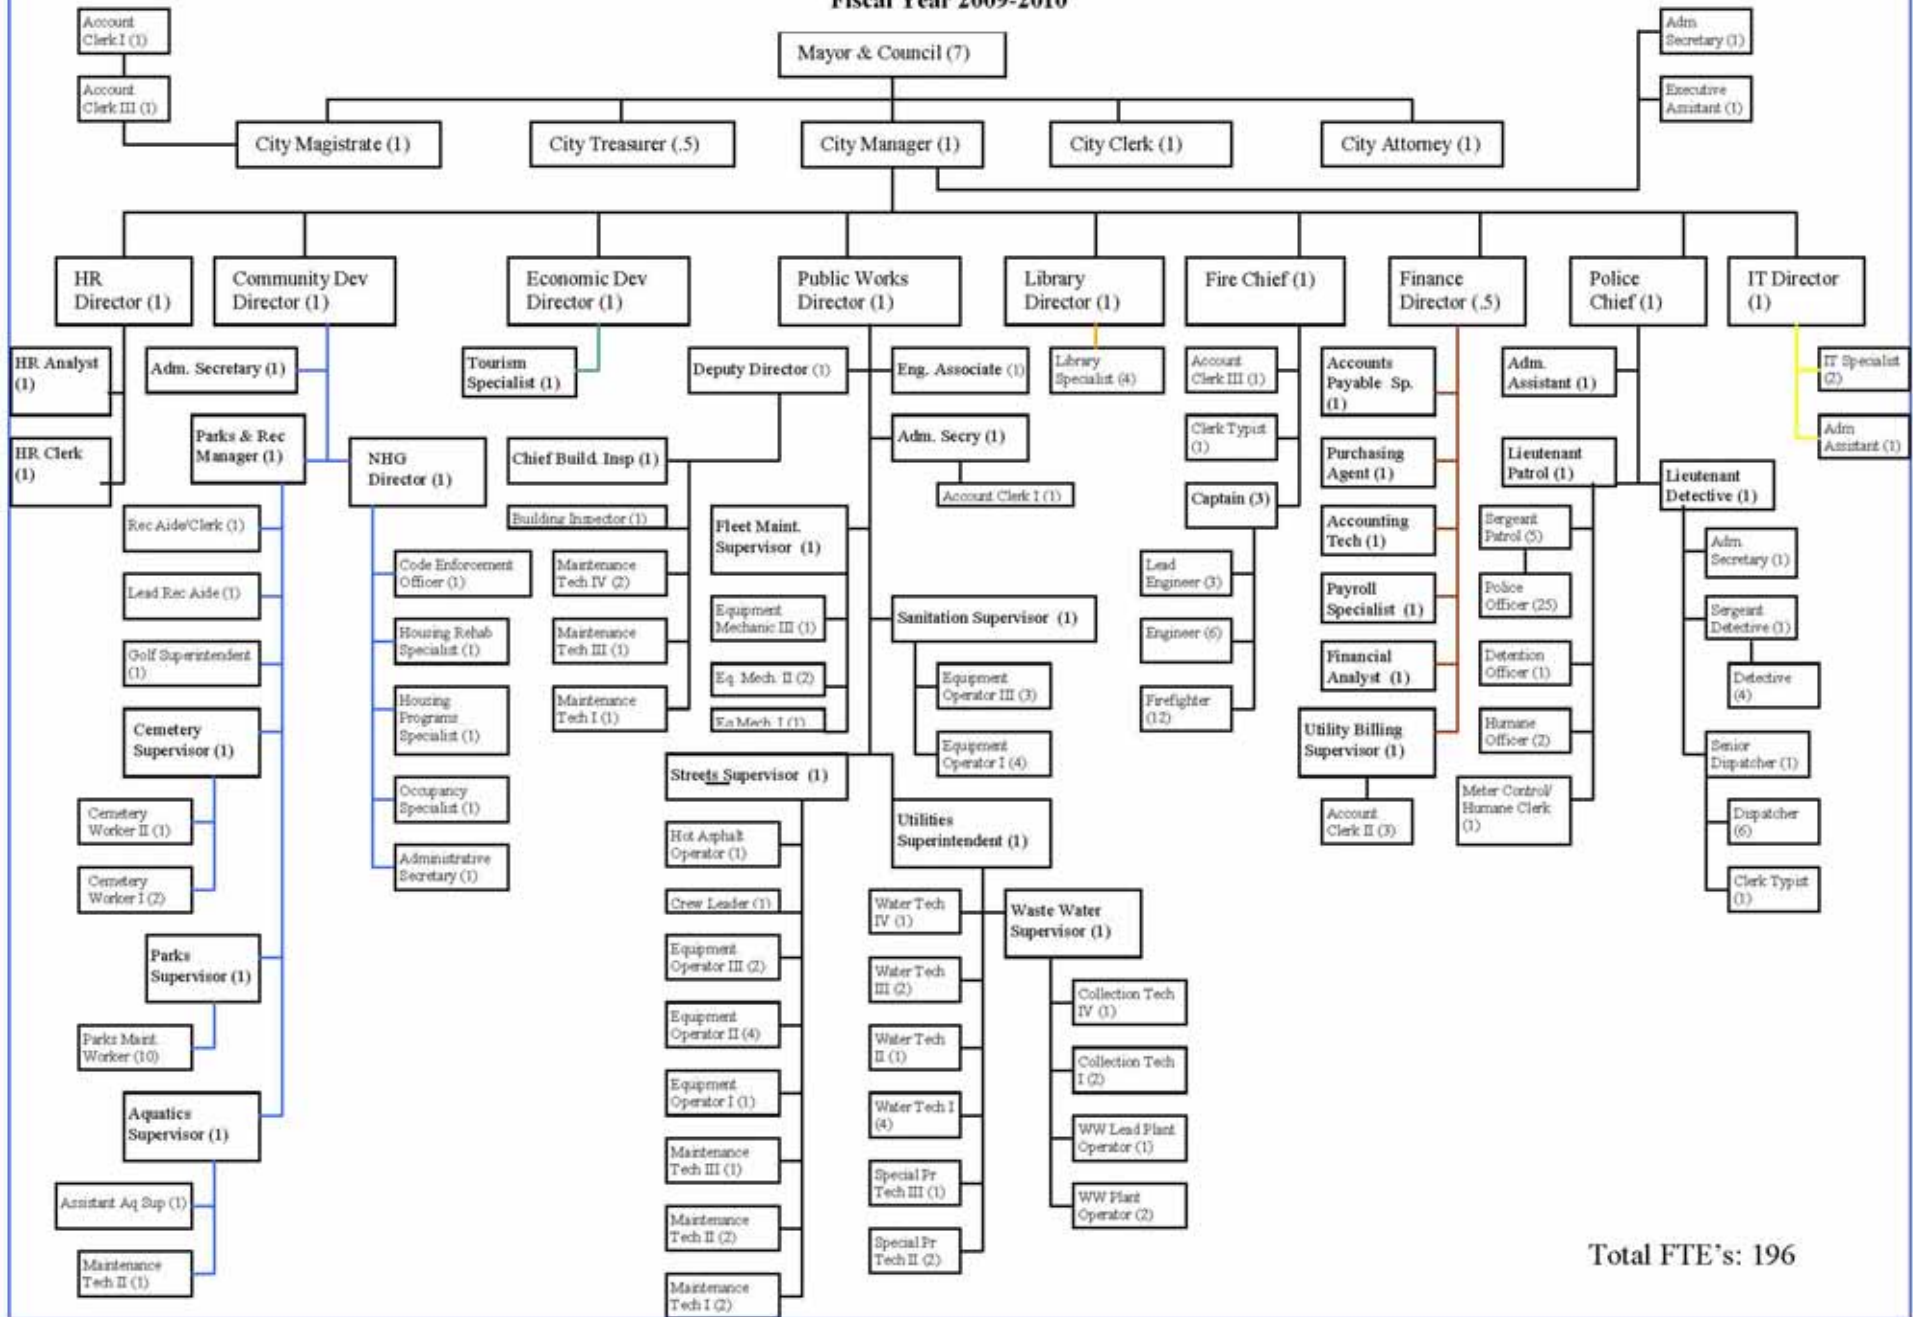 Fiscal Year 2009-2010
Account
Clerk I (1)
Account
Clerk III (1)
Mayor & Council (7)
Adm.
Secretary (1)
Executive
Assistant (1)
City Magistrate (1)
City Treasurer (.5)
City Manager (1)
City Clerk (1)
City Attorney (1)
HR
Director (1)
Community Dev
Director (1)
Economic Dev
Director (1)
Public Works
Director (1)
Library
Director (1)
Fire Chief (1)
Finance
Director (.5)
Police
Chief (1)
IT Director
(1)
HR Analyst
(1)
HR Clerk
(1)
Adm. Secretary (1)
Parks & Rec
Manager (1)
NHG
Director (1)
Rec Aide/Clerk (1)
Lead Rec Aide (1)
Golf Superintendent
(1)
Cemetery
Supervisor (1)
Cemetery
Worker II (1)
Cemetery
Worker I (2)
Parks
Supervisor (1)
Parks Maint.
Worker (10)
Aquatics
Supervisor (1)
Assistant Aq Sup (1)
Maintenance
Tech II (1)
Code Enforcement
Officer (1)
Housing Rehab
Specialist (1)
Housing
Programs
Specialist (1)
Occupancy
Specialist (1)
Administrative
Secretary (1)
Tourism
Specialist (1)
Deputy Director (1)
Eng. Associate (1)
Adm. Secry (1)
Account Clerk I (1)
Chief Build. Insp (1)
Building Inspector (1)
Maintenance
Tech IV (2)
Maintenance
Tech III (1)
Maintenance
Tech I (1)
Fleet Maint.
Supervisor (1)
Equipment
Mechanic III (1)
Eq. Mech. II (2)
Eq Mech. I (1)
Sanitation Supervisor (1)
Equipment
Operator III (3)
Equipment
Operator I (4)
Streets Supervisor (1)
Hot Asphalt
Operator (1)
Crew Leader (1)
Equipment
Operator III (2)
Equipment
Operator II (4)
Equipment
Operator I (1)
Maintenance
Tech III (1)
Maintenance
Tech II (2)
Maintenance
Tech I (2)
Utilities
Superintendent (1)
Water Tech
IV (1)
Water Tech
III (2)
Water Tech
II (1)
Water Tech I
(4)
Special Pr
Tech III (1)
Special Pr
Tech II (2)
Waste Water
Supervisor (1)
Collection Tech
IV (1)
Collection Tech
I (2)
WW Lead Plant
Operator (1)
WW Plant
Operator (2)
Library
Specialist (4)
Account
Clerk III (1)
Clerk Typist
(1)
Captain (3)
Lead
Engineer (3)
Engineer (6)
Firefighter
(12)
Accounts
Payable Sp.
(1)
Purchasing
Agent (1)
Accounting
Tech (1)
Payroll
Specialist (1)
Financial
Analyst (1)
Utility Billing
Supervisor (1)
Account
Clerk II (3)
Adm.
Assistant (1)
Lieutenant
Patrol (1)
Lieutenant
Detective (1)
Sergeant
Patrol (5)
Police
Officer (25)
Detention
Officer (1)
Humane
Officer (2)
Meter Control/
Humane Clerk
(1)
Adm.
Secretary (1)
Sergeant
Detective (1)
Detective
(4)
Senior
Dispatcher (1)
Dispatcher
(6)
Clerk Typist
(1)
IT Specialist
(2)
Adm
Assistant (1)
Total FTE's: 196